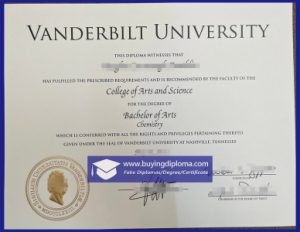 VANDERBILT UNIVERSITY
THIS DIPLOMA WITNESSES THAT
HAS FULFILLED THE PRESCRIBED REQUIREMENTS AND IS RECOMMENDED BY THE FACULTY OF THE
College of Arts and Science
FOR THE DEGREE OF
Bachelor of Arts
Chemistry
WHICH IS CONFERRED WITH ALL THE RIGHTS AND PRIVILEGES PERTAINING THERETO
GIVEN UNDER THE SEAL OF VANDERBILT UNIVERSITY AT NASHVILLE, TENNESSEE
www.buyingdiploma.com
Fake Diplomas/Degree/Certificate